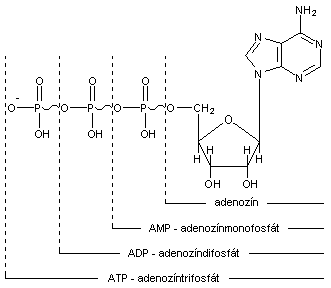 NH₂
N N
N N
- O O O
O P O P O P O CH₂ O
OH OH OH H H
H H
OH OH
adenozín
AMP - adenozínmonofosfát
ADP - adenozíndifosfát
ATP - adenozíntrifosfát